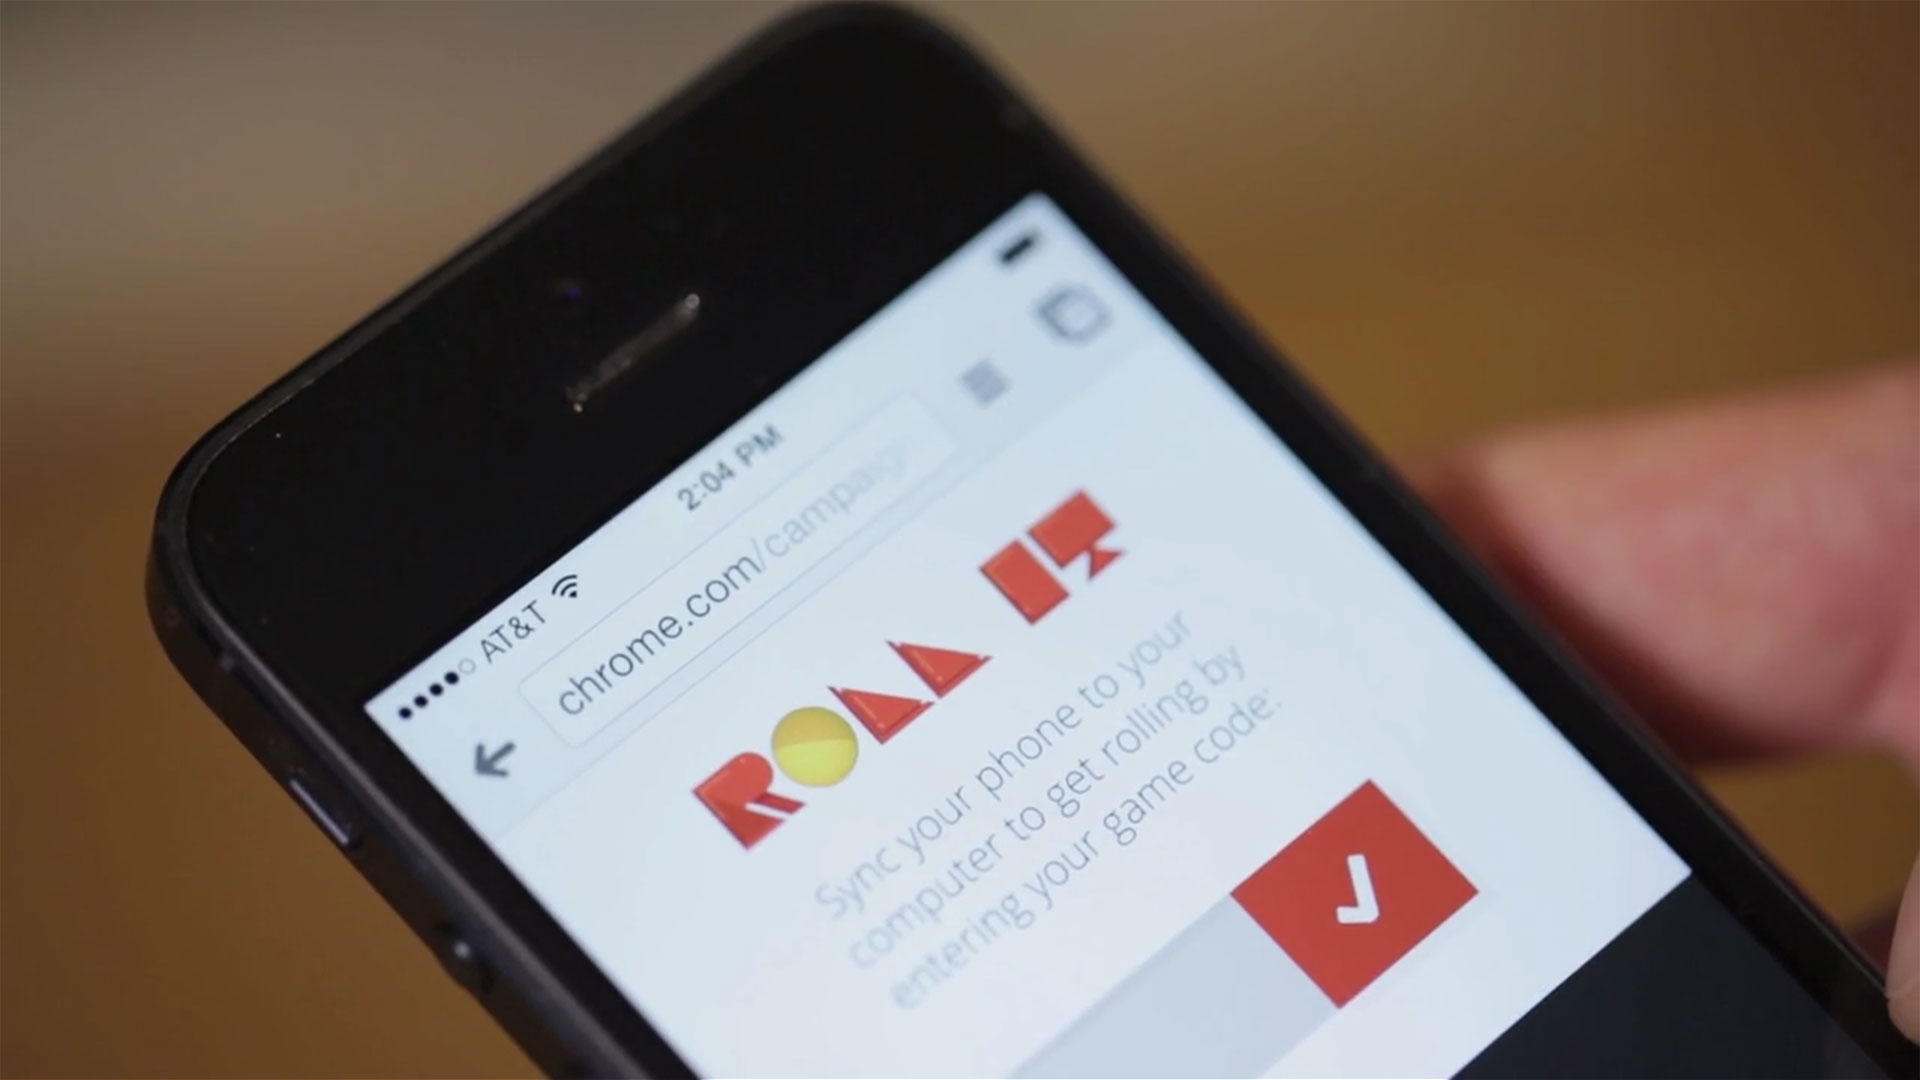 AT&T 2:04 PM
chrome.com/campaign
ROLL IT
Sync your phone to your
computer to get rolling by
entering your game code: